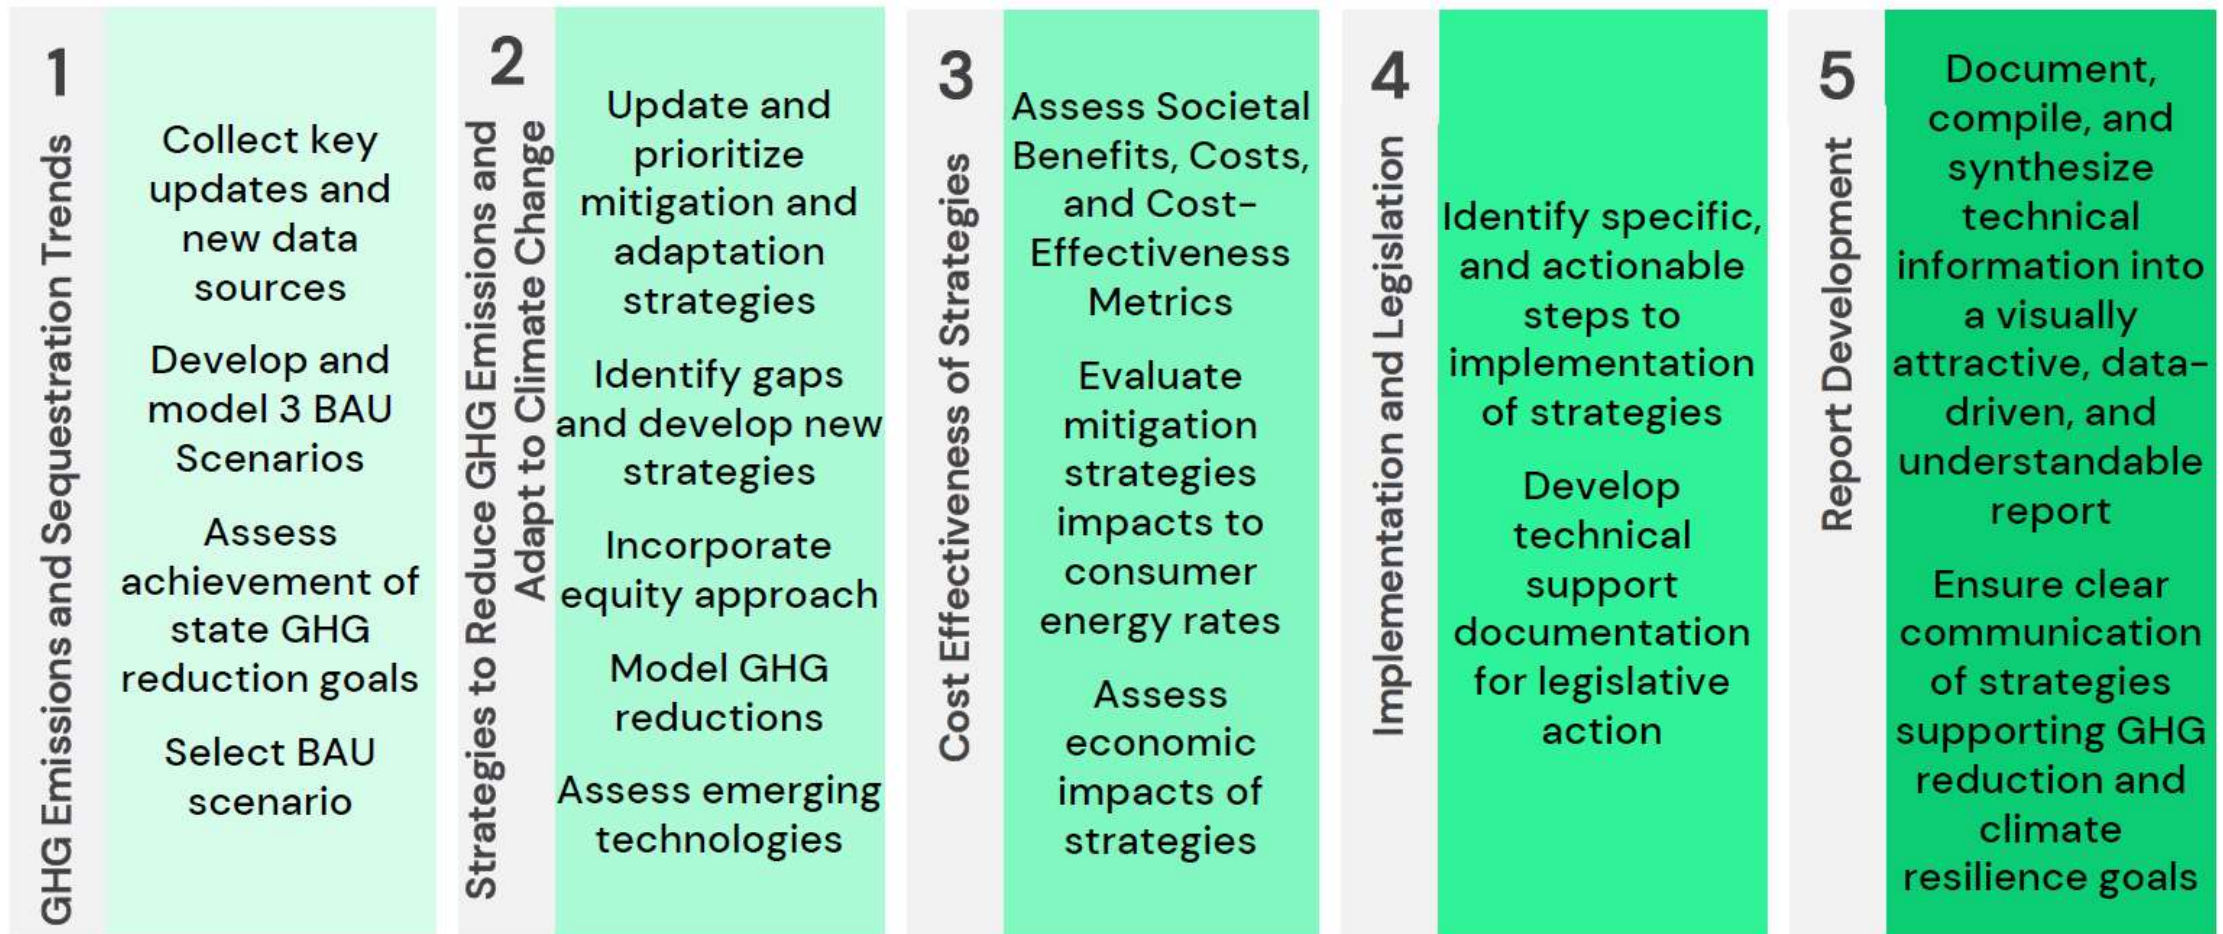 1
GHG Emissions and Sequestration Trends
Collect key
updates and
new data
sources
Develop and
model 3 BAU
Scenarios
Assess
achievement of
state GHG
reduction goals
Select BAU
scenario
2
Strategies to Reduce GHG Emissions and
Adapt to Climate Change
Update and
prioritize
mitigation and
adaptation
strategies
Identify gaps
and develop new
strategies
Incorporate
equity approach
Model GHG
reductions
Assess emerging
technologies
3
Cost Effectiveness of Strategies
Assess Societal
Benefits, Costs,
and Cost-
Effectiveness
Metrics
Evaluate
mitigation
strategies
impacts to
consumer
energy rates
Assess
economic
impacts of
strategies
4
Implementation and Legislation
Identify specific,
and actionable
steps to
implementation
of strategies
Develop
technical
support
documentation
for legislative
action
5
Report Development
Document,
compile, and
synthesize
technical
information into
a visually
attractive, data-
driven, and
understandable
report
Ensure clear
communication
of strategies
supporting GHG
reduction and
climate
resilience goals